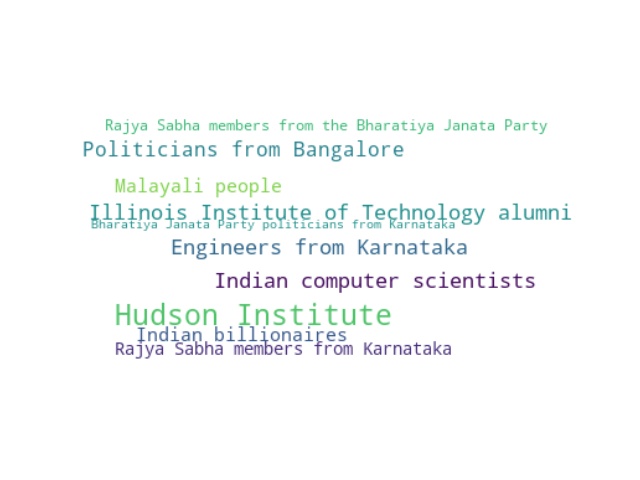 Rajya Sabha members from the Bharatiya Janata Party
Politicians from Bangalore
Malayali people
Illinois Institute of Technology alumni
Bharatiya Janata Party politicians from Karnataka
Engineers from Karnataka
Indian computer scientists
Hudson Institute
Indian billionaires
Rajya Sabha members from Karnataka